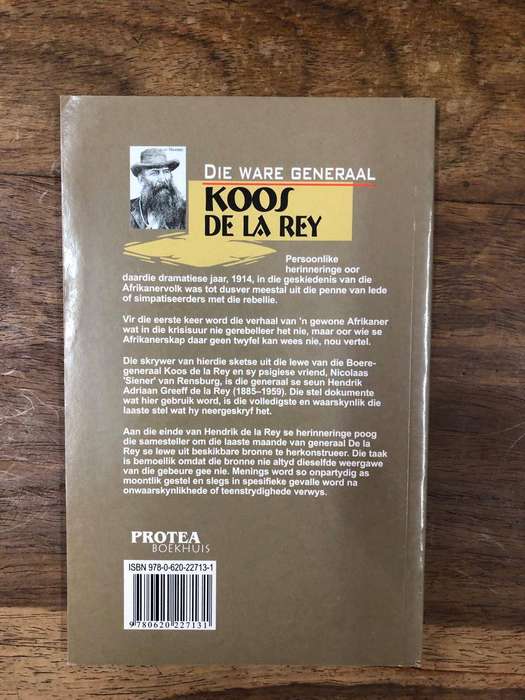 DIE WARE GENERAAL
KOOS
DE LA REY
Persoonlike
herinneringe oor
daardie dramatiese jaar, 1914, in die geskiedenis van die
Afrikanervolk was tot dusver meestal uit die penne van lede
of simpatiseerders met die rebellie.
Vir die eerste keer word die verhaal van 'n gewone Afrikaner
wat in die krisisuur nie gerebelleer het nie, maar oor wie se
Afrikanerskap daar geen twyfel kan wees nie, nou vertel.
Die skrywer van hierdie sketse uit die lewe van die Boere-
generaal Koos de la Rey en sy psigiese vriend, Nicolaas
'Siener' van Rensburg, is die generaal se seun Hendrik
Adriaan Greeff de la Rey (1885–1959). Die stel dokumente
wat hier gebruik word, is die volledigste en waarskynlik die
laaste stel wat hy neergeskryf het.
Aan die einde van Hendrik de la Rey se herinneringe poog
die samesteller om die laaste maande van generaal De la
Rey se lewe uit beskikbare bronne te herkonstrueer. Die taak
is bemoeilik omdat die bronne nie altyd dieselfde weergawe
van die gebeure gee nie. Menings word so onpartydig as
moontlik gestel en slegs in spesifieke gevalle word na
onwaarskynlikhede of teenstrydighede verwys.
PROTEA
BOEKHUIS
ISBN 978-0-620-22713-1
9 780620 227131